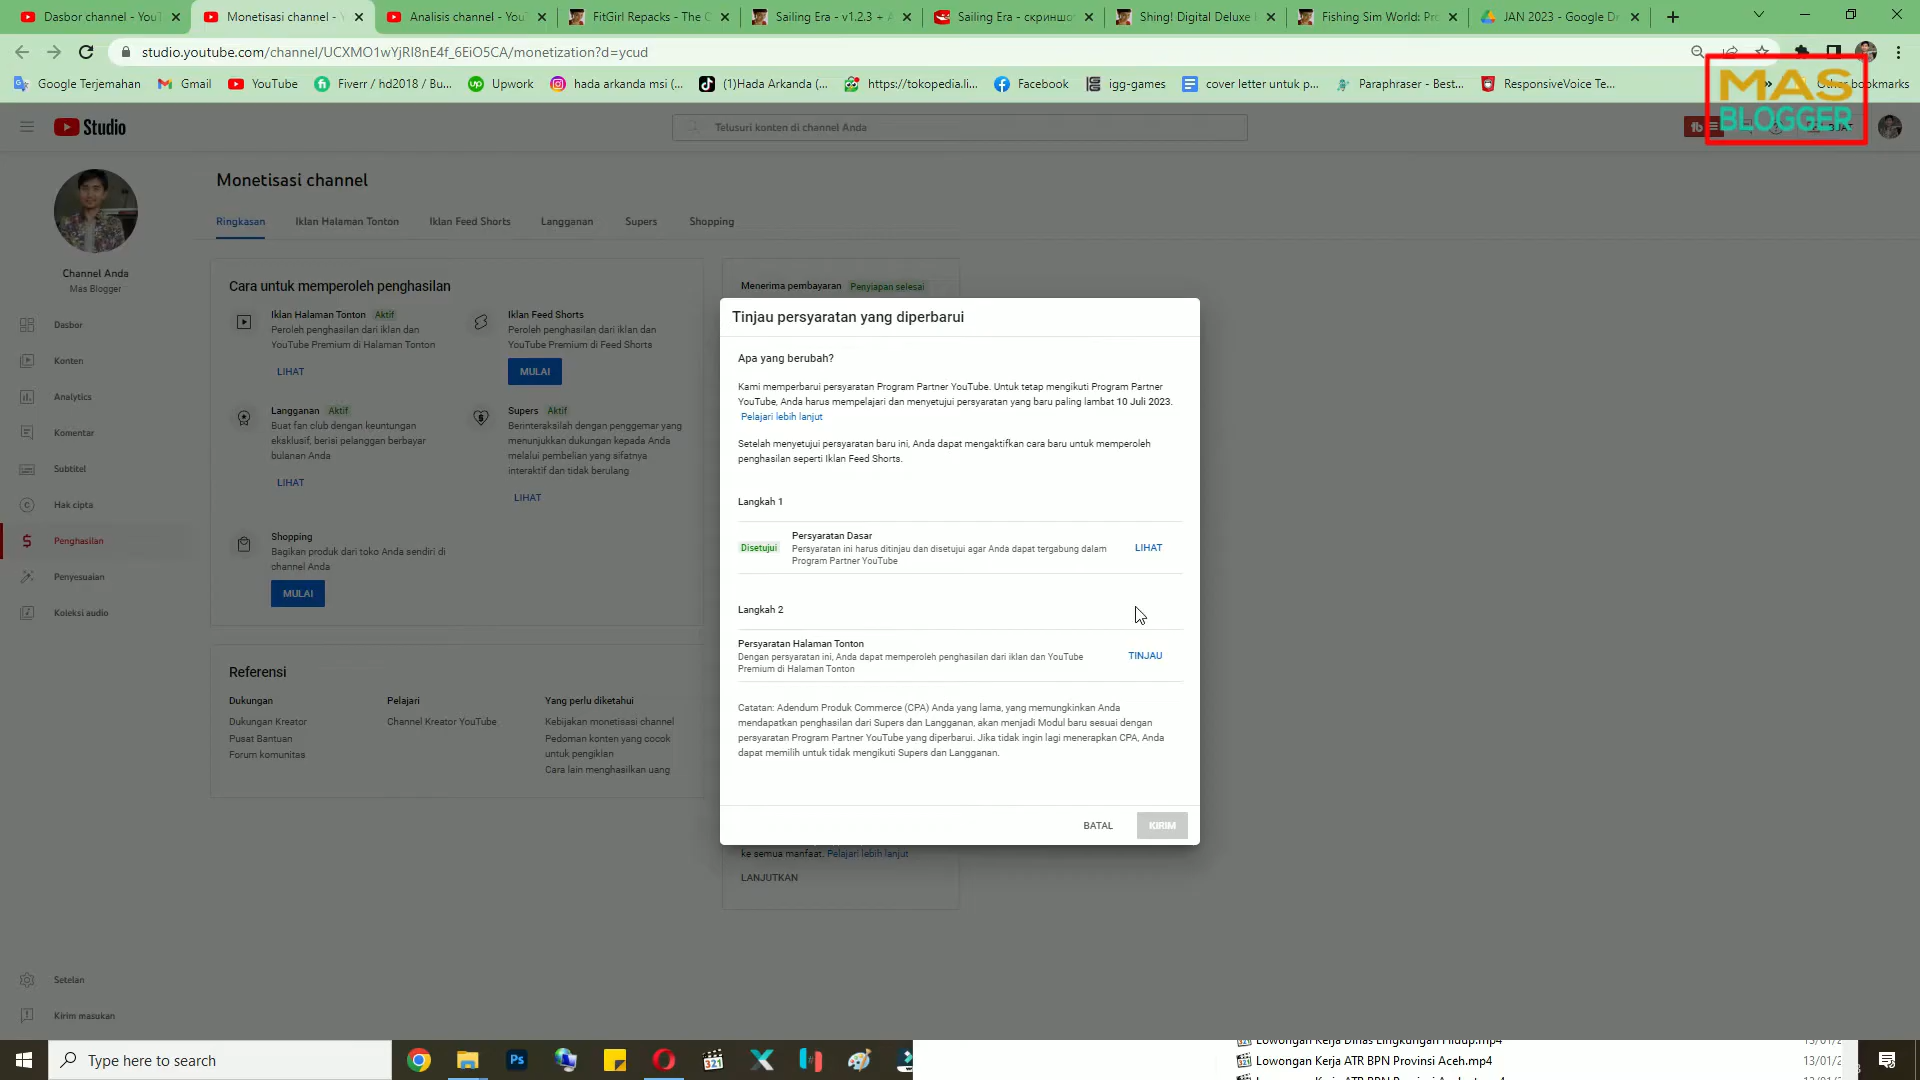 Dasbor channel - YouT
Monetisasi channel - Y
Analisis channel - YouT
FitGirl Repacks - The O
Sailing Era - v1.2.3 + A
Sailing Era - скриншот
Shing! Digital Deluxe
Fishing Sim World: Pro
JAN 2023 - Google Dr
studio.youtube.com/channel/UCXMO1wYjRI8nE4f_6EiO5CA/monetization?d=ycud
Google Terjemahan
Gmail
YouTube
Fiverr / hd2018 / Bu...
Upwork
hada arkanda msi (...
(1)Hada Arkanda (...
https://tokopedia.li...
Facebook
igg-games
cover letter untuk p...
Paraphraser - Best...
ResponsiveVoice Te...
Other bookmarks
MAS
BLOGGER
Studio
Telusuri konten di channel Anda
Monetisasi channel
Ringkasan
Iklan Halaman Tonton
Iklan Feed Shorts
Langganan
Supers
Shopping
Channel Anda
Mas Blogger
Dasbor
Konten
Analytics
Komentar
Subtitel
Hak cipta
Penghasilan
Penyesuaian
Koleksi audio
Setelan
Kirim masukan
Cara untuk memperoleh penghasilan
Iklan Halaman Tonton Aktif
Peroleh penghasilan dari iklan dan
YouTube Premium di Halaman Tonton
LIHAT
Iklan Feed Shorts
Peroleh penghasilan dari iklan dan
YouTube Premium di Feed Shorts
MULAI
Langganan Aktif
Buat fan club dengan keuntungan
eksklusif, berisi pelanggan berbayar
bulanan Anda
LIHAT
Supers Aktif
Berinteraksilah dengan penggemar yang
menunjukkan dukungan kepada Anda
melalui pembelian yang sifatnya
interaktif dan tidak berulang
LIHAT
Shopping
Bagikan produk dari toko Anda sendiri di
channel Anda
MULAI
Referensi
Dukungan
Dukungan Kreator
Pusat Bantuan
Forum komunitas
Pelajari
Channel Kreator YouTube
Yang perlu diketahui
Kebijakan monetisasi channel
Pedoman konten yang cocok
untuk pengiklan
Cara lain menghasilkan uang
Menerima pembayaran Penyiapan selesai
Tinjau persyaratan yang diperbarui
Apa yang berubah?
Kami memperbarui persyaratan Program Partner YouTube. Untuk tetap mengikuti Program Partner
YouTube, Anda harus mempelajari dan menyetujui persyaratan yang baru paling lambat 10 Juli 2023.
Pelajari lebih lanjut
Setelah menyetujui persyaratan baru ini, Anda dapat mengaktifkan cara baru untuk memperoleh
penghasilan seperti Iklan Feed Shorts.
Langkah 1
Disetujui
Persyaratan Dasar
Persyaratan ini harus ditinjau dan disetujui agar Anda dapat tergabung dalam
Program Partner YouTube
LIHAT
Langkah 2
Persyaratan Halaman Tonton
Dengan persyaratan ini, Anda dapat memperoleh penghasilan dari iklan dan YouTube
Premium di Halaman Tonton
TINJAU
Catatan: Adendum Produk Commerce (CPA) Anda yang lama, yang memungkinkan Anda
mendapatkan penghasilan dari Supers dan Langganan, akan menjadi Modul baru sesuai dengan
persyaratan Program Partner YouTube yang diperbarui. Jika tidak ingin lagi menerapkan CPA, Anda
dapat memilih untuk tidak mengikuti Supers dan Langganan.
BATAL
KIRIM
ke semua manfaat. Pelajari lebih lanjut
LANJUTKAN
Type here to search
Lowongan Kerja Dinas Lingkungan Hidup.mp4
Lowongan Kerja ATR BPN Provinsi Aceh.mp4
13/01/2